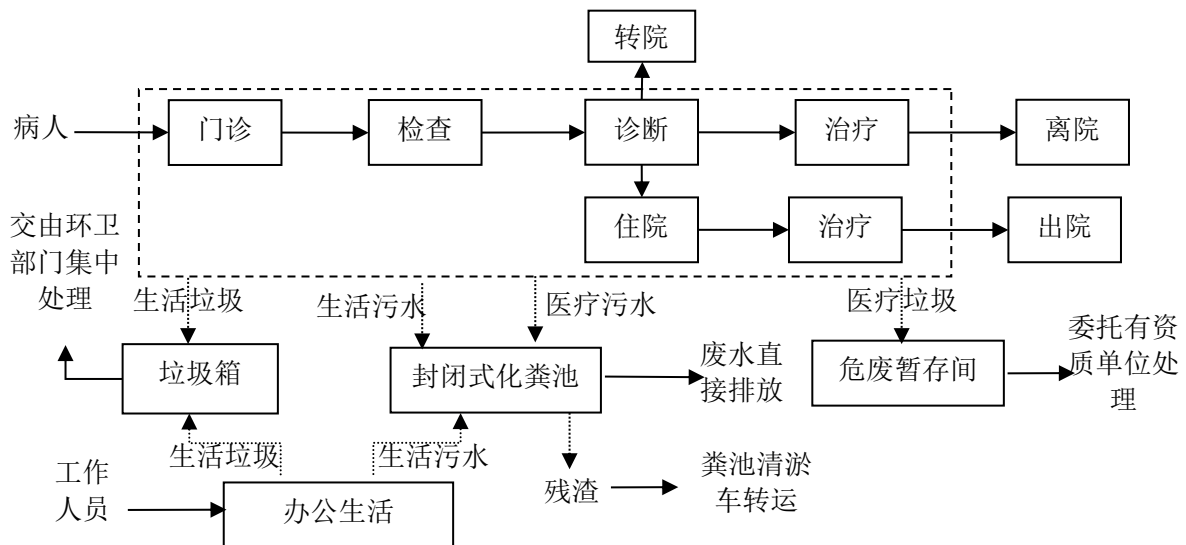 转院
病人
门诊
检查
诊断
治疗
离院
住院
治疗
出院
交由环卫
部门集中
处理
生活垃圾
生活污水
医疗污水
医疗垃圾
垃圾箱
封闭式化粪池
废水直
接排放
危废暂存间
委托有资
质单位处
理
生活垃圾
生活污水
工作
人员
办公生活
残渣
粪池清淤
车转运